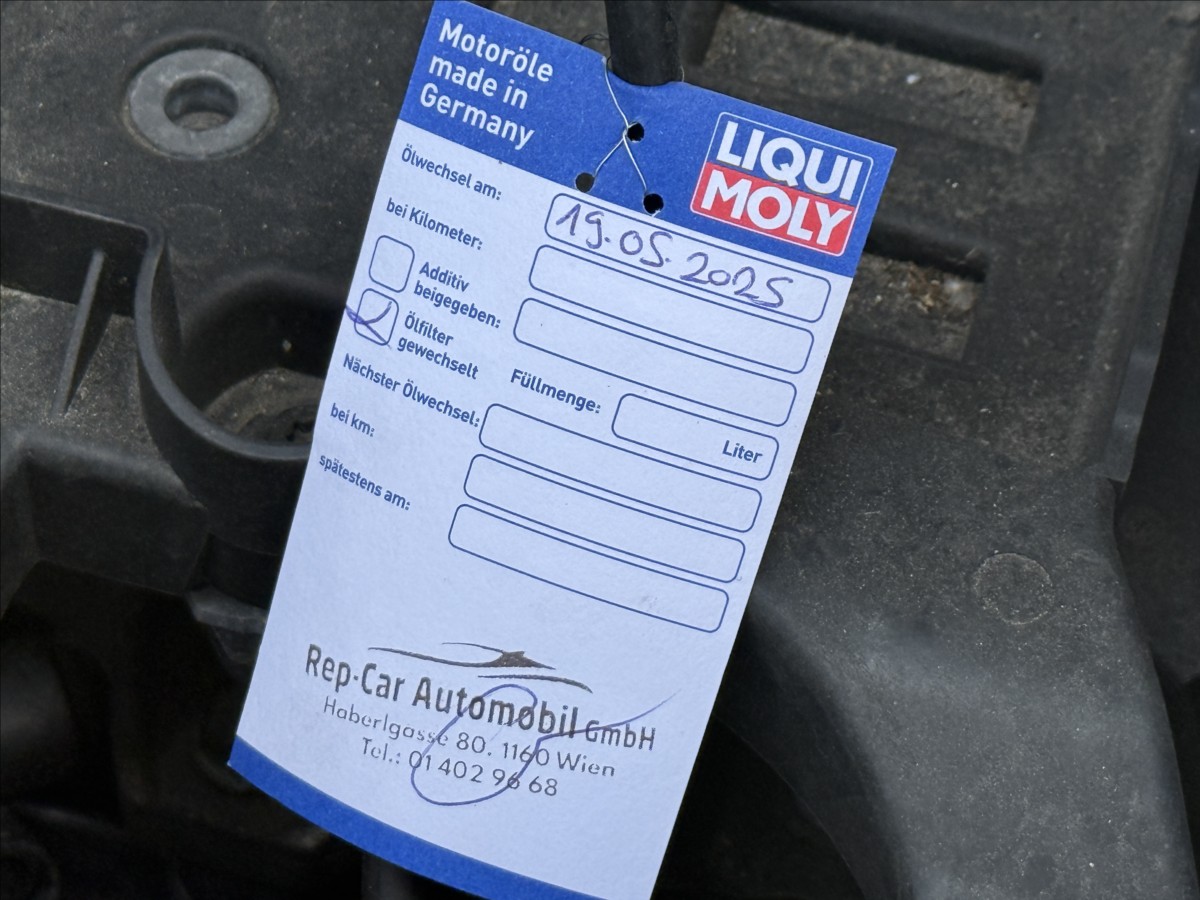 Motoröle
made in
Germany
LIQUI
MOLY
Ölwechsel am: 19.05.2025
bei Kilometer:
Additiv
beigegeben:
Ölfilter
gewechselt
Füllmenge: Liter
Nächster Ölwechsel:
bei km:
spätestens am:
Rep-Car Automobil GmbH
Haberlgasse 80. 1160 Wien
Tel.: 01 402 96 68